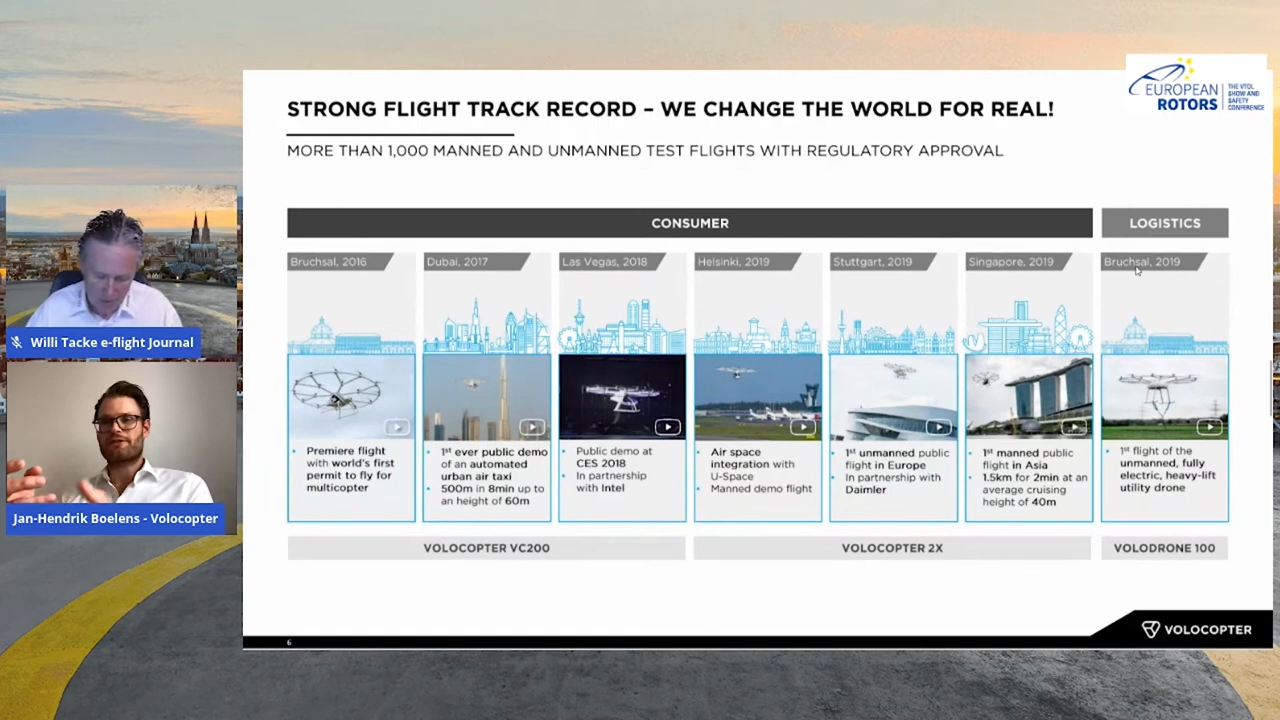 EUROPEAN
ROTORS
THE VTOL
SHOW AND
SAFETY
CONFERENCE
STRONG FLIGHT TRACK RECORD – WE CHANGE THE WORLD FOR REAL!
MORE THAN 1,000 MANNED AND UNMANNED TEST FLIGHTS WITH REGULATORY APPROVAL
CONSUMER
LOGISTICS
Bruchsal, 2016
Dubai, 2017
Las Vegas, 2018
Helsinki, 2019
Stuttgart, 2019
Singapore, 2019
Bruchsal, 2019
• Premiere flight
with world's first
permit to fly for
multicopter
• 1st ever public demo
of an automated
urban air taxi
• 500m in 8min up to
an height of 60m
• Public demo at
CES 2018
• In partnership
with Intel
• Air space
integration with
U-Space
• Manned demo flight
• 1st unmanned public
flight in Europe
• In partnership with
Daimler
• 1st manned public
flight in Asia
• 1.5km for 2min at an
average cruising
height of 40m
• 1st flight of the
unmanned, fully
electric, heavy-lift
utility drone
VOLOCOPTER VC200
VOLOCOPTER 2X
VOLODRONE 100
6
VOLOCOPTER
Willi Tacke e-flight Journal
Jan-Hendrik Boelens - Volocopter